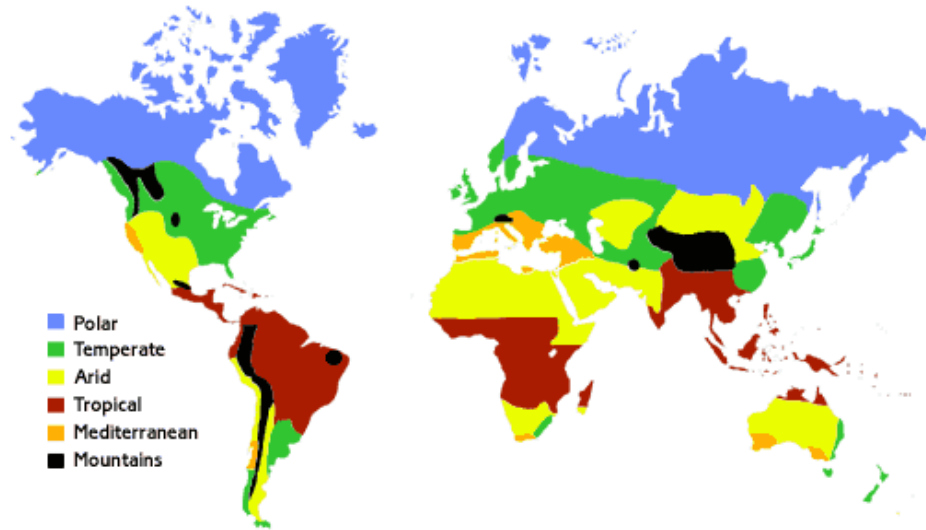 Polar
Temperate
Arid
Tropical
Mediterranean
Mountains